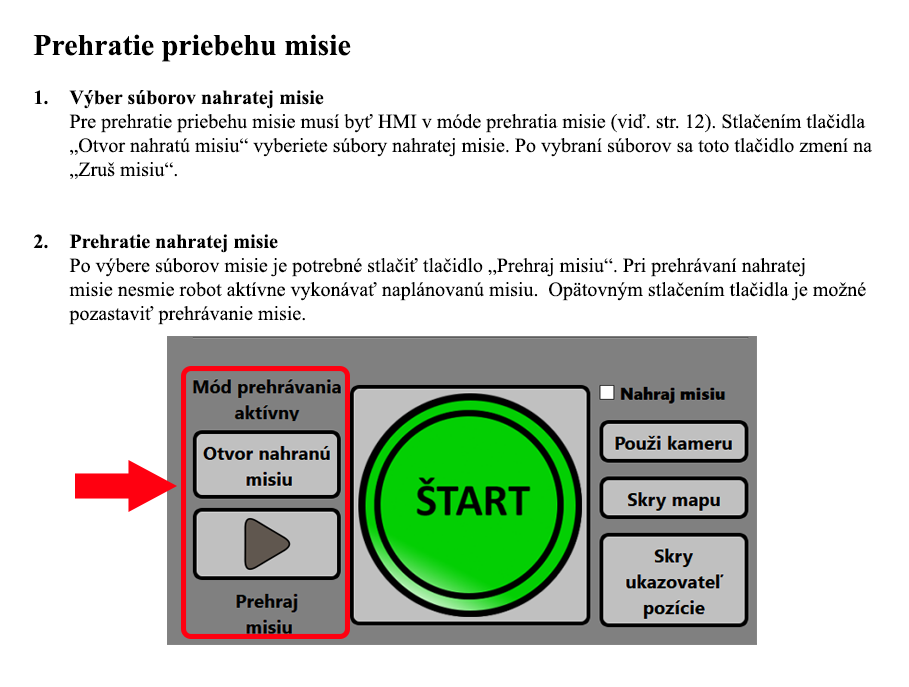 Prehratie priebehu misie
1. Výber súborov nahratej misie
Pre prehratie priebehu misie musí byť HMI v móde prehratia misie (viď. str. 12). Stlačením tlačidla
„Otvor nahratú misiu“ vyberiete súbory nahratej misie. Po vybraní súborov sa toto tlačidlo zmení na
„Zruš misiu“.
2. Prehratie nahratej misie
Po výbere súborov misie je potrebné stlačiť tlačidlo „Prehraj misiu“. Pri prehrávaní nahratej
misie nesmie robot aktívne vykonávať naplánovanú misiu. Opätovným stlačením tlačidla je možné
pozastaviť prehrávanie misie.
Mód prehrávania
aktívny
Otvor nahranú
misiu
Prehraj
misiu
ŠTART
Nahraj misiu
Použi kameru
Skry mapu
Skry
ukazovateľ
pozície